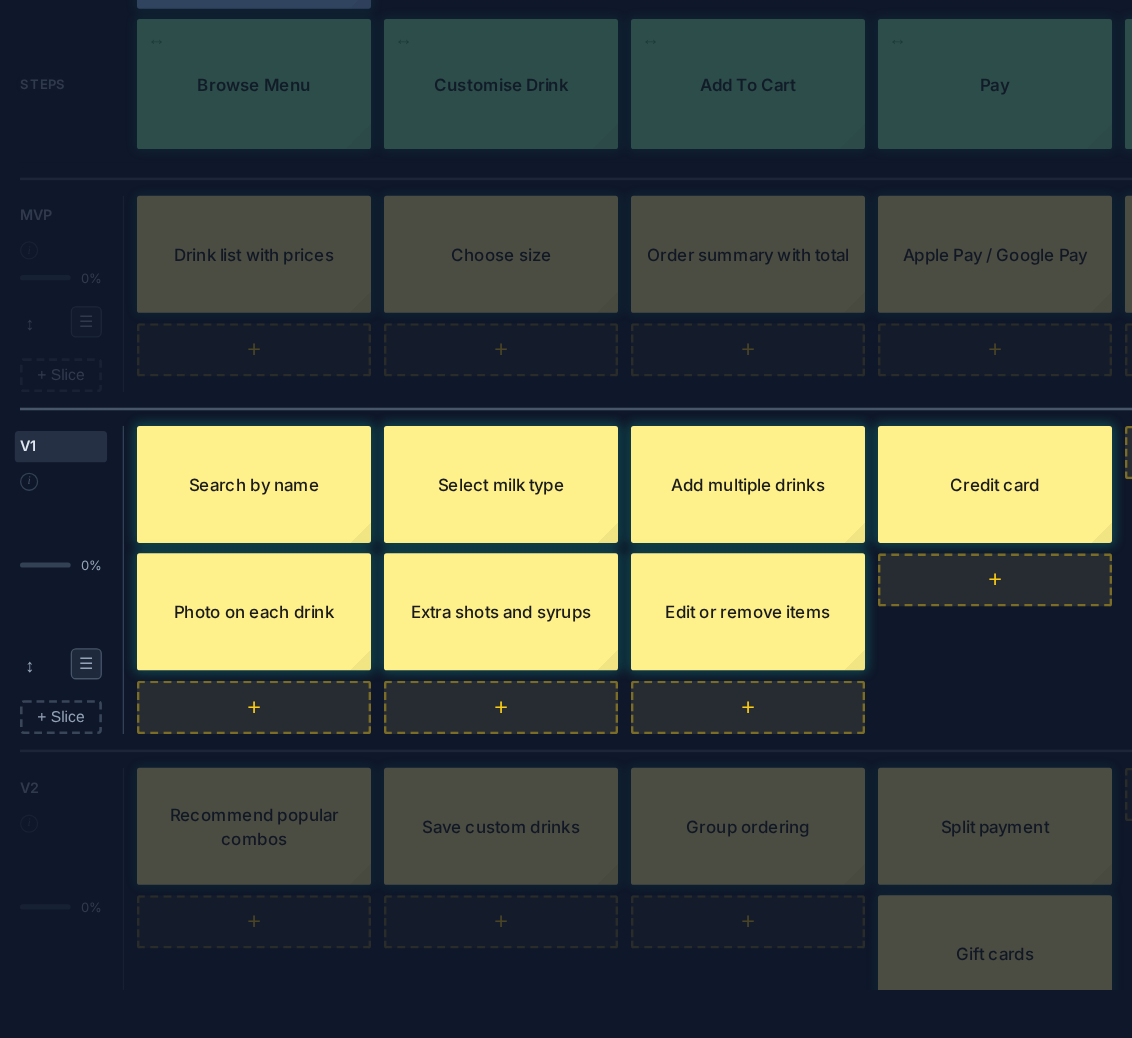 STEPS
Browse Menu
Customise Drink
Add To Cart
Pay
MVP
0%
+ Slice
Drink list with prices
Choose size
Order summary with total
Apple Pay / Google Pay
+
+
+
+
V1
i
0%
+ Slice
Search by name
Select milk type
Add multiple drinks
Credit card
Photo on each drink
Extra shots and syrups
Edit or remove items
+
+
+
+
V2
0%
Recommend popular
combos
Save custom drinks
Group ordering
Split payment
+
+
+
Gift cards